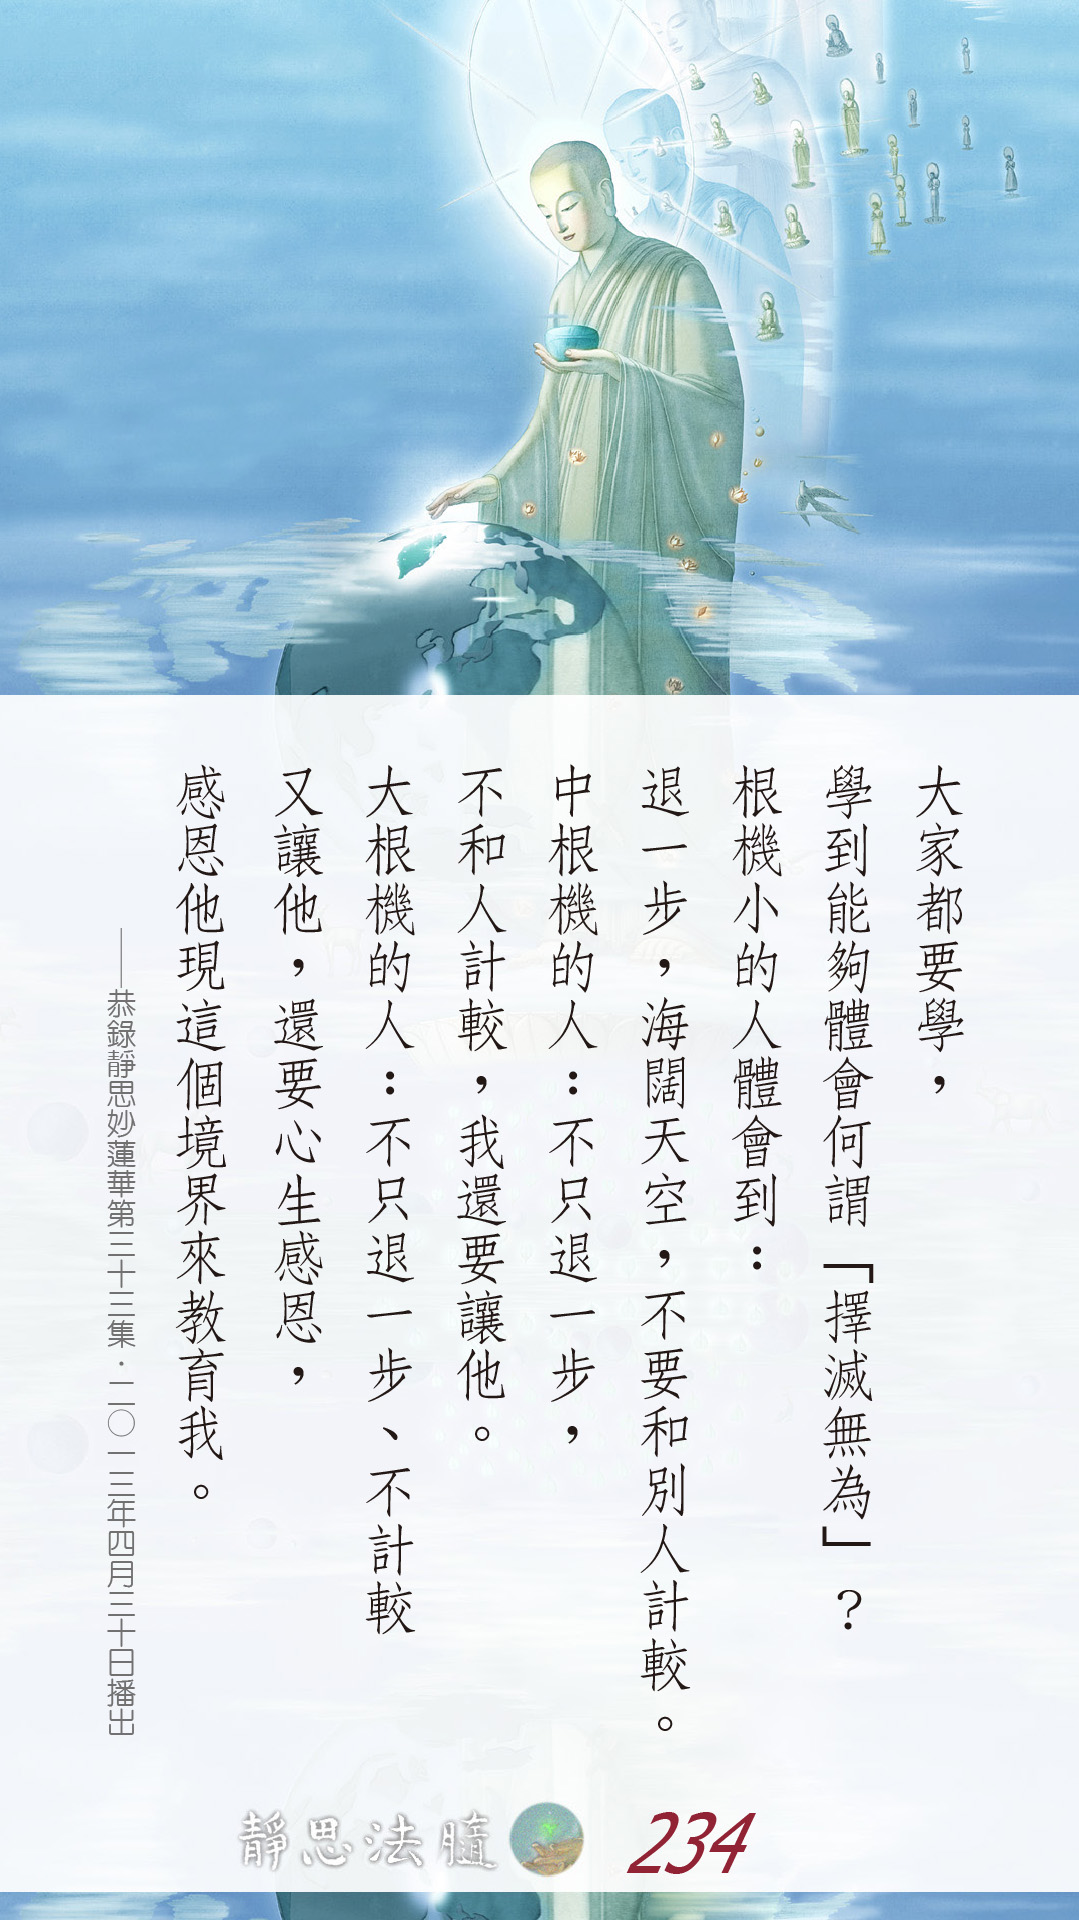 大家都要學，
學到能夠體會何謂「擇滅無為」？
根機小的人體會到：
退一步，海闊天空，不要和別人計較。
中根機的人：不只退一步，
不和人計較，我還要讓他。
大根機的人：不只退一步、不計較
又讓他，還要心生感恩，
感恩他現這個境界來教育我。
——恭錄靜思妙蓮華第三十三集・二〇一三年四月三十日播出
靜思法髓
234